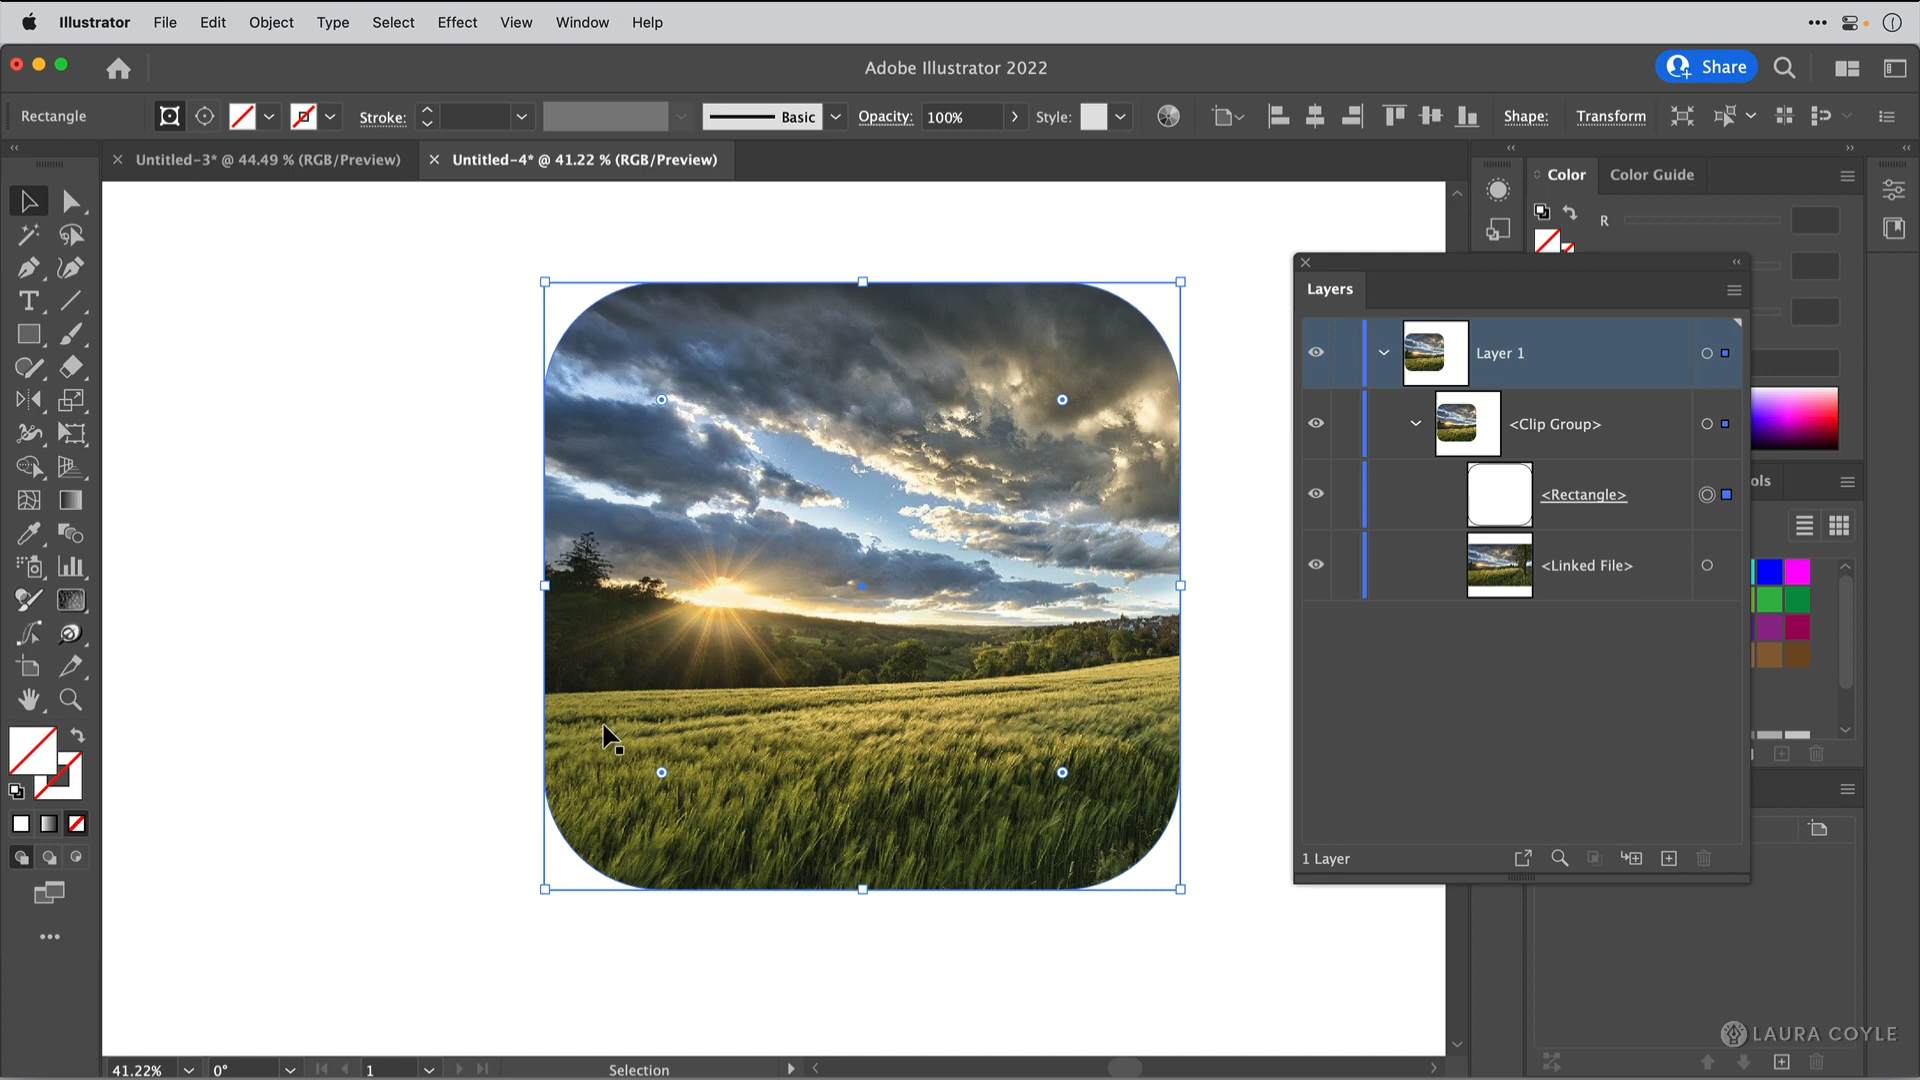 Illustrator File Edit Object Type Select Effect View Window Help
Adobe Illustrator 2022
Share
Rectangle
Stroke:
Basic
Opacity: 100%
Style:
Shape:
Transform
Untitled-3* @ 44.49 % (RGB/Preview)
Untitled-4* @ 41.22 % (RGB/Preview)
Color
Color Guide
R
Layers
Layer 1
<Clip Group>
<Rectangle>
<Linked File>
ols
1 Layer
LAURA COYLE
41.22%
0°
1
Selection